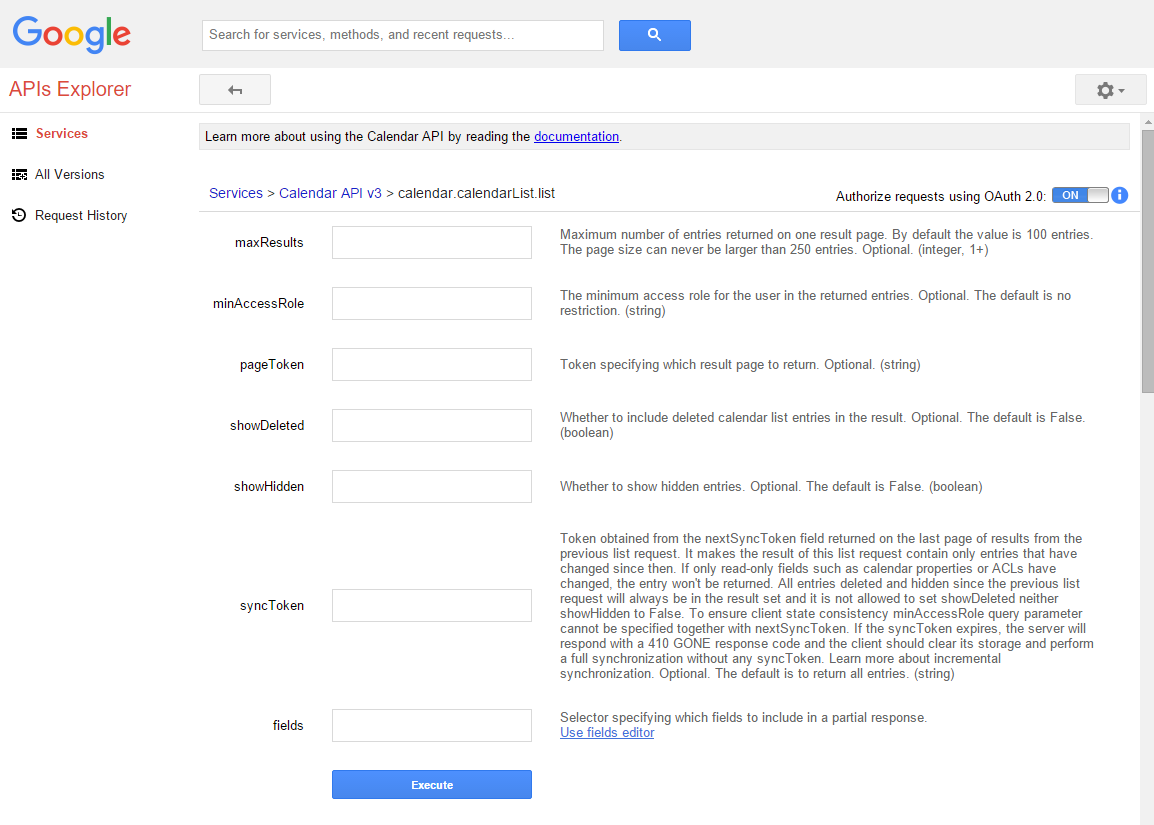 Google
Search for services, methods, and recent requests...
APIs Explorer
Services
All Versions
Request History
Learn more about using the Calendar API by reading the documentation.
Services > Calendar API v3 > calendar.calendarList.list
Authorize requests using OAuth 2.0: ON i
maxResults
Maximum number of entries returned on one result page. By default the value is 100 entries.
The page size can never be larger than 250 entries. Optional. (integer, 1+)
minAccessRole
The minimum access role for the user in the returned entries. Optional. The default is no
restriction. (string)
pageToken
Token specifying which result page to return. Optional. (string)
showDeleted
Whether to include deleted calendar list entries in the result. Optional. The default is False.
(boolean)
showHidden
Whether to show hidden entries. Optional. The default is False. (boolean)
syncToken
Token obtained from the nextSyncToken field returned on the last page of results from the
previous list request. It makes the result of this list request contain only entries that have
changed since then. If only read-only fields such as calendar properties or ACLs have
changed, the entry won't be returned. All entries deleted and hidden since the previous list
request will always be in the result set and it is not allowed to set showDeleted neither
showHidden to False. To ensure client state consistency minAccessRole query parameter
cannot be specified together with nextSyncToken. If the syncToken expires, the server will
respond with a 410 GONE response code and the client should clear its storage and perform
a full synchronization without any syncToken. Learn more about incremental
synchronization. Optional. The default is to return all entries. (string)
fields
Selector specifying which fields to include in a partial response.
Use fields editor
Execute